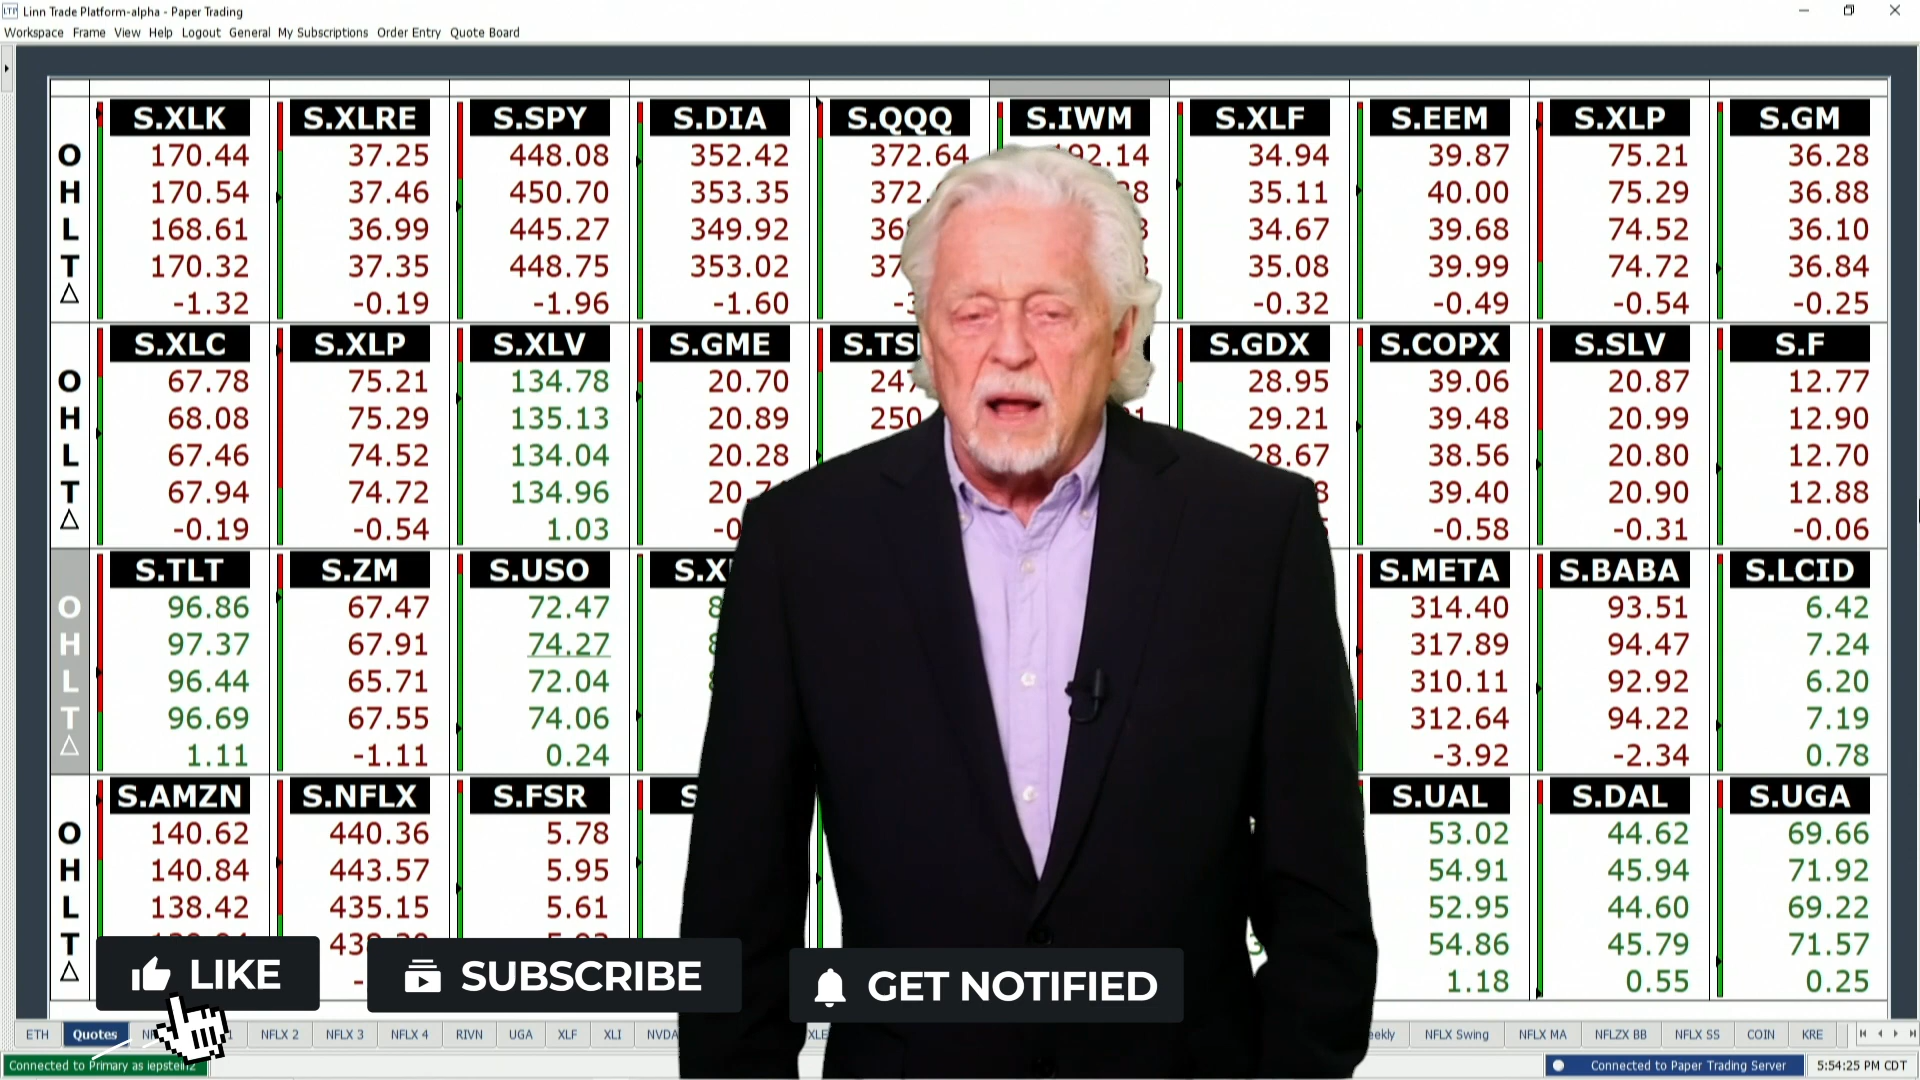 LTP Linn Trade Platform-alpha - Paper Trading
Workspace Frame View Help Logout General My Subscriptions Order Entry Quote Board
S.XLK S.XLRE S.SPY S.DIA S.QQQ S.IWM S.XLF S.EEM S.XLP S.GM
O 170.44 37.25 448.08 352.42 372.64 192.14 34.94 39.87 75.21 36.28
H 170.54 37.46 450.70 353.35 35.11 40.00 75.29 36.88
L 168.61 36.99 445.27 349.92 34.67 39.68 74.52 36.10
T 170.32 37.35 448.75 353.02 35.08 39.99 74.72 36.84
△ -1.32 -0.19 -1.96 -1.60 -0.32 -0.49 -0.54 -0.25
S.XLC S.XLP S.XLV S.GME S.GDX S.COPX S.SLV S.F
O 67.78 75.21 134.78 20.70 28.95 39.06 20.87 12.77
H 68.08 75.29 135.13 20.89 29.21 39.48 20.99 12.90
L 67.46 74.52 134.04 20.28 28.67 38.56 20.80 12.70
T 67.94 74.72 134.96 39.40 20.90 12.88
△ -0.19 -0.54 1.03 -0.58 -0.31 -0.06
S.TLT S.ZM S.USO S.META S.BABA S.LCID
O 96.86 67.47 72.47 314.40 93.51 6.42
H 97.37 67.91 74.27 317.89 94.47 7.24
L 96.44 65.71 72.04 310.11 92.92 6.20
T 96.69 67.55 74.06 312.64 94.22 7.19
△ 1.11 -1.11 0.24 -3.92 -2.34 0.78
S.AMZN S.NFLX S.FSR S.UAL S.DAL S.UGA
O 140.62 440.36 5.78 53.02 44.62 69.66
H 140.84 443.57 5.95 54.91 45.94 71.92
L 138.42 435.15 5.61 52.95 44.60 69.22
T 54.86 45.79 71.57
△ 1.18 0.55 0.25
LIKE SUBSCRIBE GET NOTIFIED
ETH Quotes NFLX 2 NFLX 3 NFLX 4 RIVN UGA XLF XLI NVDA XLE NFLX Swing NFLX MA NFLZX BB NFLX SS COIN KRE
Connected to Primary as iepstein2 Connected to Paper Trading Server 5:54:25 PM CDT